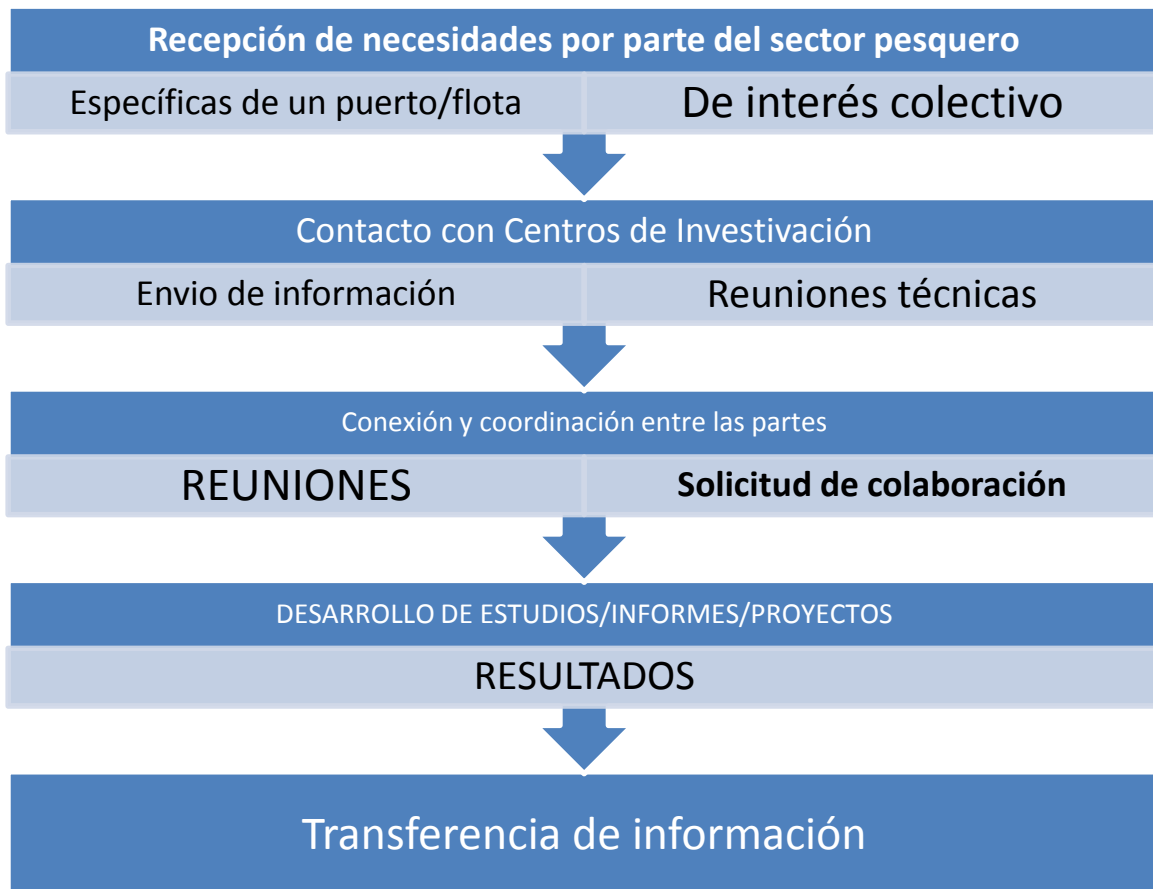 Recepción de necesidades por parte del sector pesquero
Específicas de un puerto/flota
De interés colectivo
Contacto con Centros de Investivación
Envio de información
Reuniones técnicas
Conexión y coordinación entre las partes
REUNIONES
Solicitud de colaboración
DESARROLLO DE ESTUDIOS/INFORMES/PROYECTOS
RESULTADOS
Transferencia de información